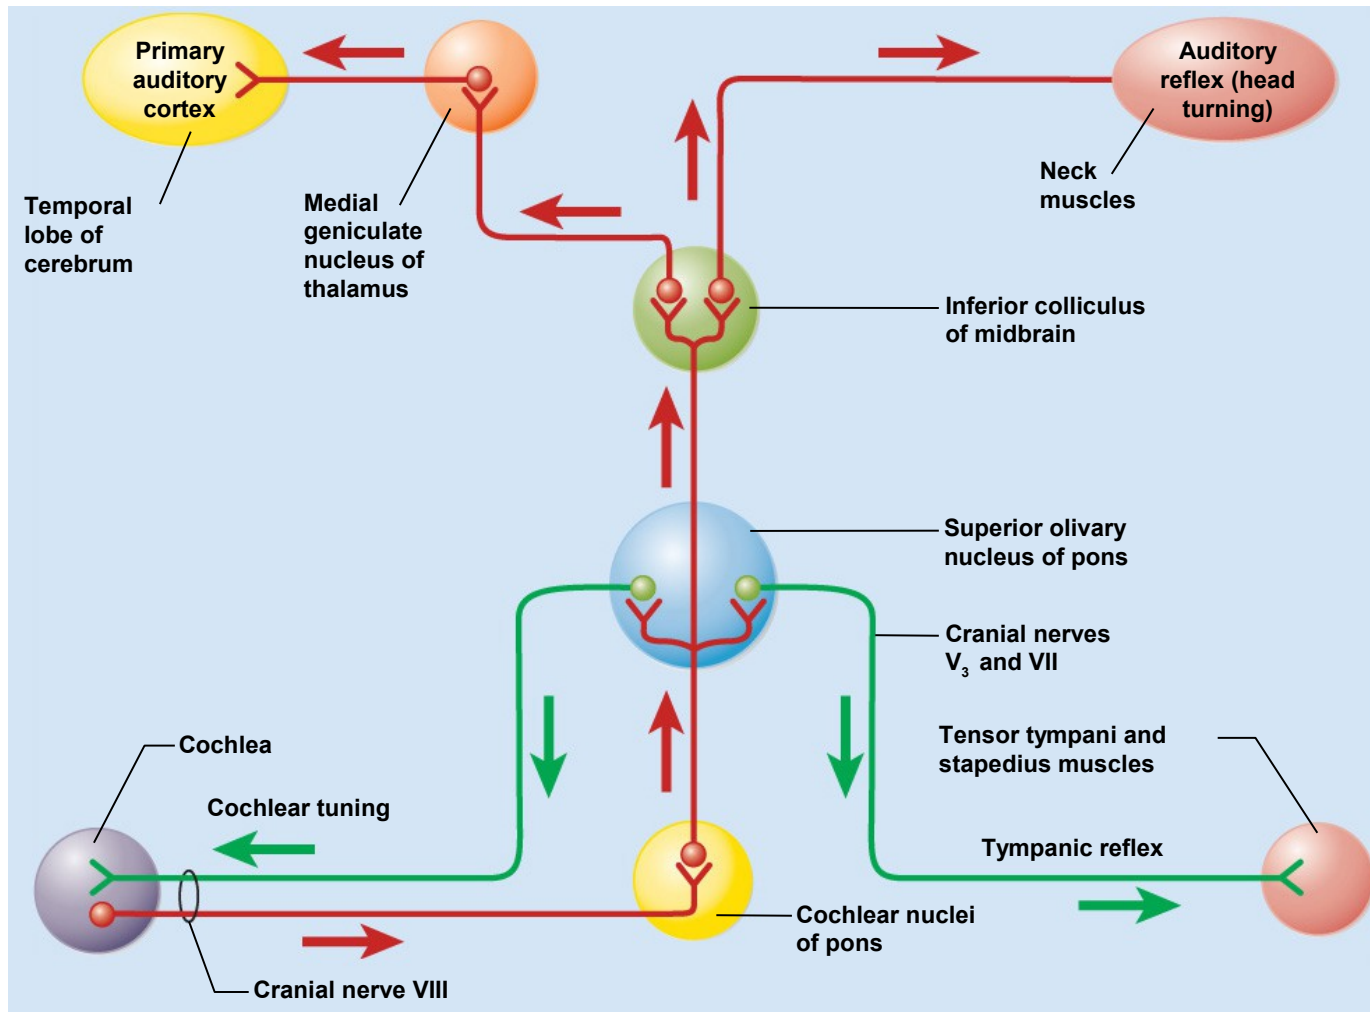 Primary
auditory
cortex
Auditory
reflex (head
turning)
Temporal
lobe of
cerebrum
Medial
geniculate
nucleus of
thalamus
Neck
muscles
Inferior colliculus
of midbrain
Superior olivary
nucleus of pons
Cranial nerves
V₃ and VII
Cochlea
Tensor tympani and
stapedius muscles
Cochlear tuning
Tympanic reflex
Cochlear nuclei
of pons
Cranial nerve VIII